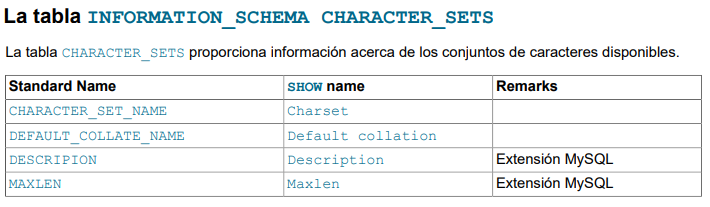 La tabla INFORMATION_SCHEMA CHARACTER_SETS
La tabla CHARACTER_SETS proporciona información acerca de los conjuntos de caracteres disponibles.
Standard Name SHOW name Remarks
CHARACTER_SET_NAME Charset
DEFAULT_COLLATE_NAME Default collation
DESCRIPION Description Extensión MySQL
MAXLEN Maxlen Extensión MySQL